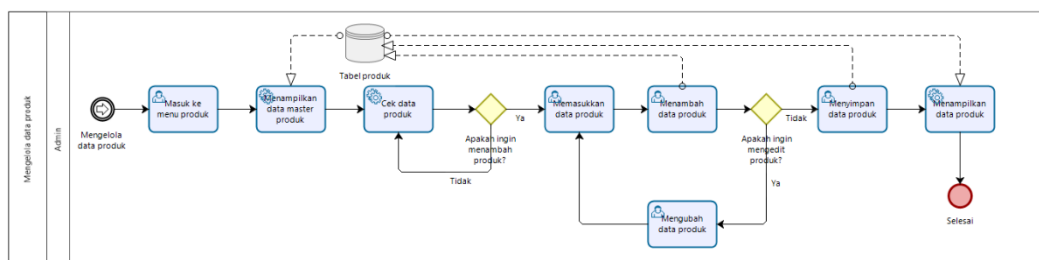 Mengelola data produk
Admin
Mengelola
data produk
Masuk ke
menu produk
Menampilkan
data master
produk
Tabel produk
Cek data
produk
Apakah ingin
menambah
produk?
Ya
Tidak
Memasukkan
data produk
Menambah
data produk
Apakah ingin
mengedit
produk?
Tidak
Ya
Mengubah
data produk
Menyimpan
data produk
Menampilkan
data produk
Selesai